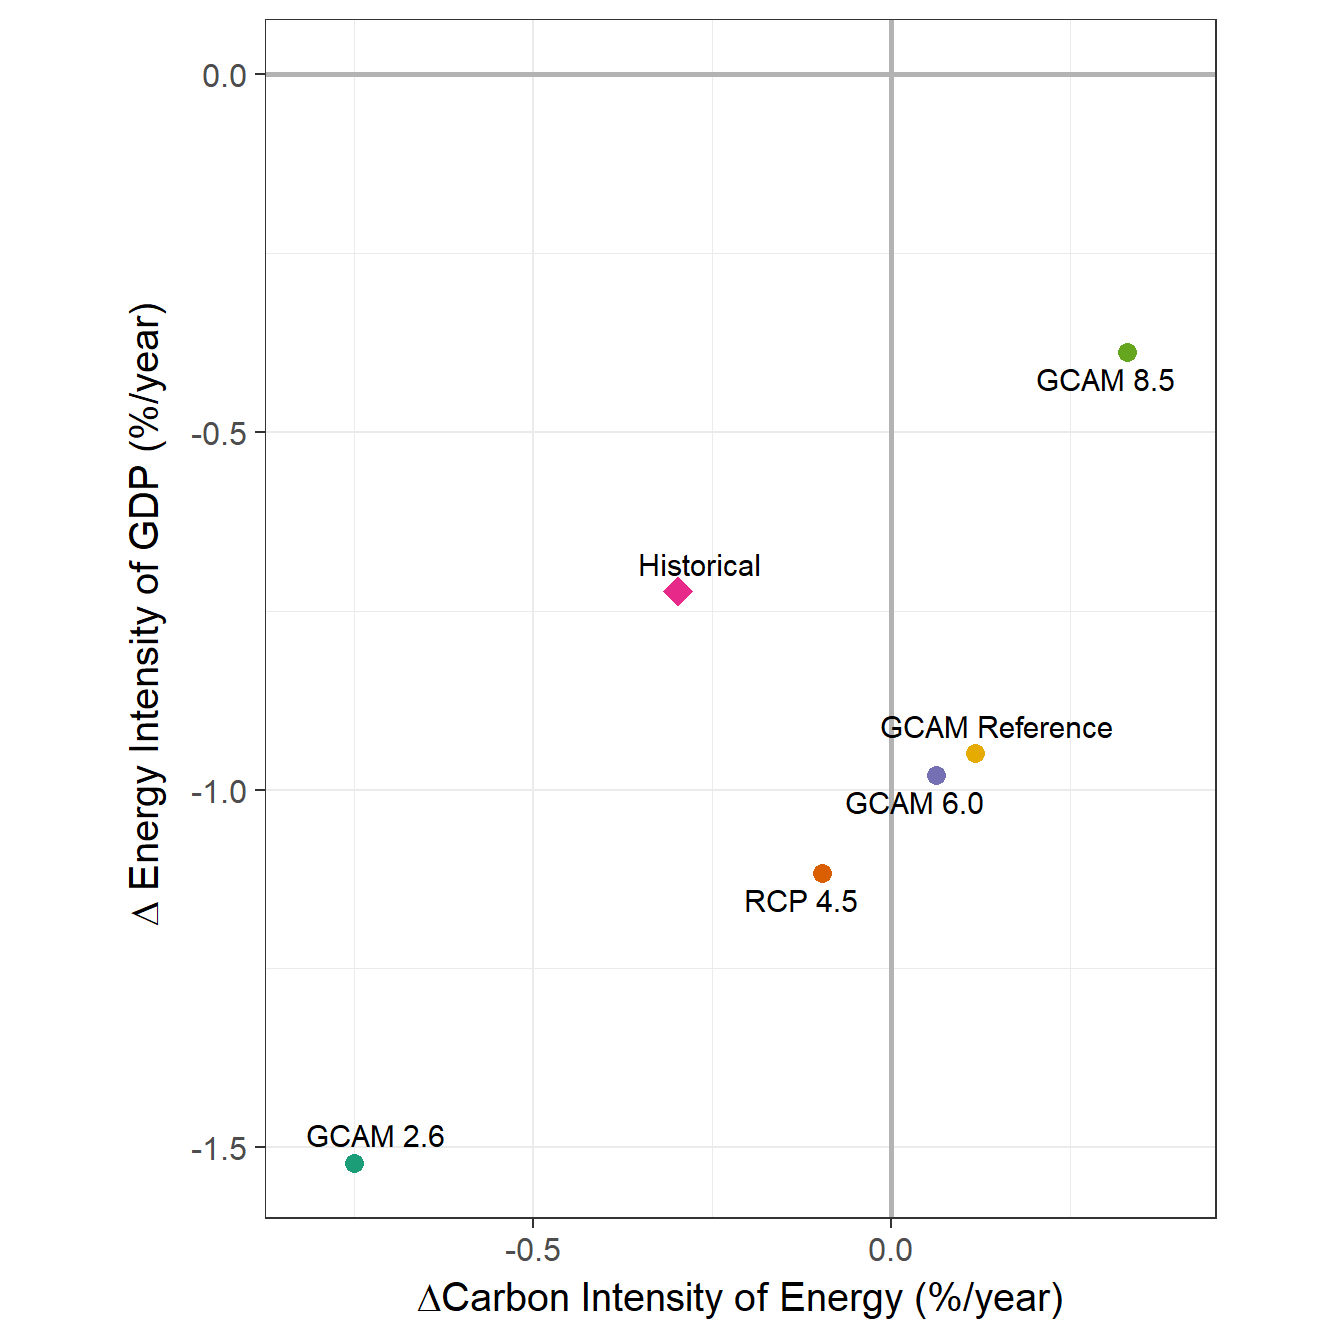 0.0
-0.5
-1.0
-1.5
Δ Energy Intensity of GDP (%/year)
GCAM 8.5
Historical
GCAM Reference
GCAM 6.0
RCP 4.5
GCAM 2.6
-0.5
0.0
ΔCarbon Intensity of Energy (%/year)